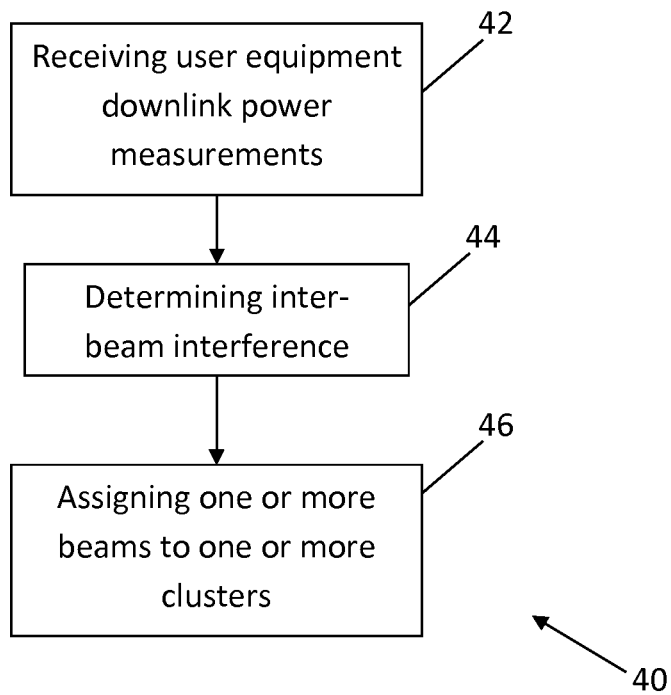 42
Receiving user equipment
downlink power
measurements
44
Determining inter-
beam interference
46
Assigning one or more
beams to one or more
clusters
40